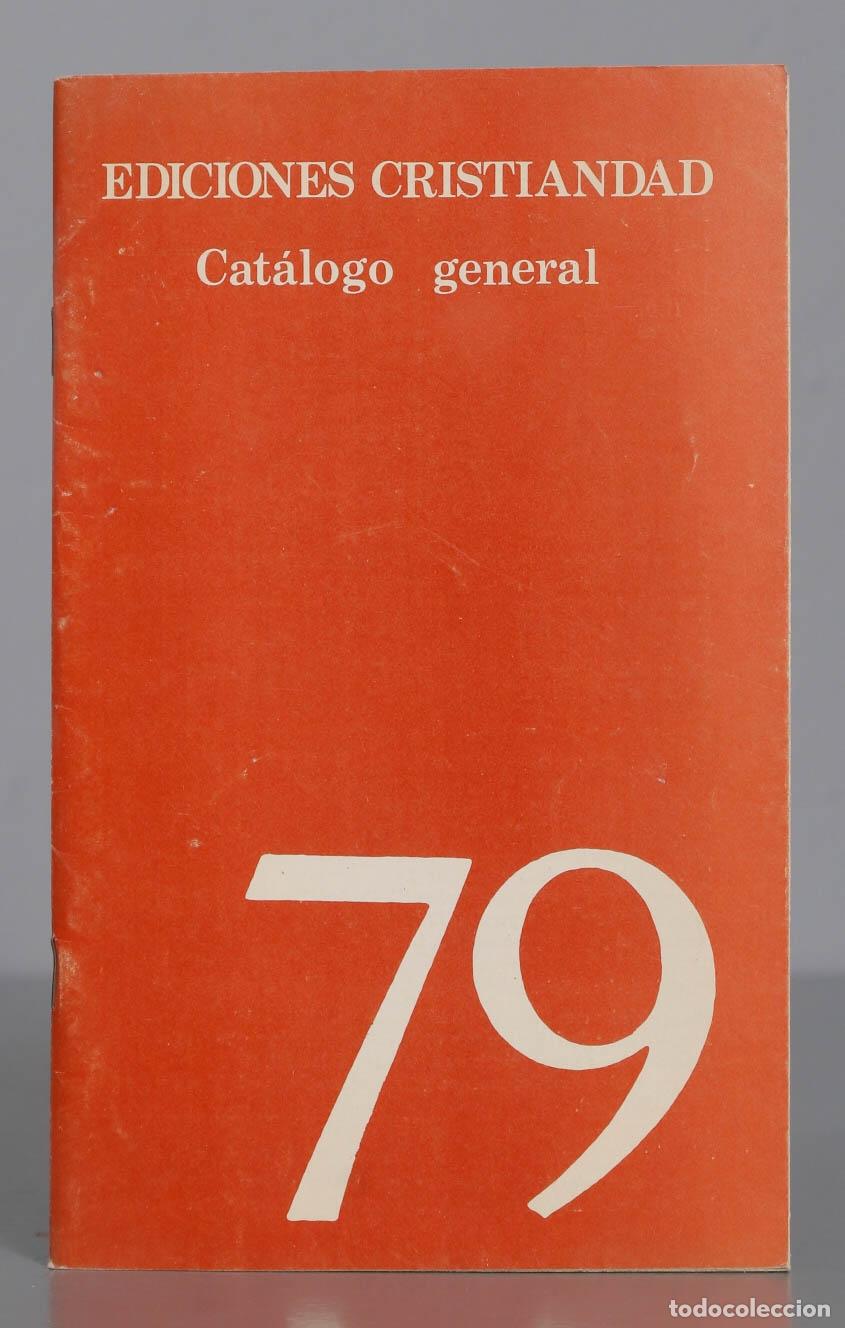 EDICIONES CRISTIANDAD
Catálogo general
79
todocoleccion